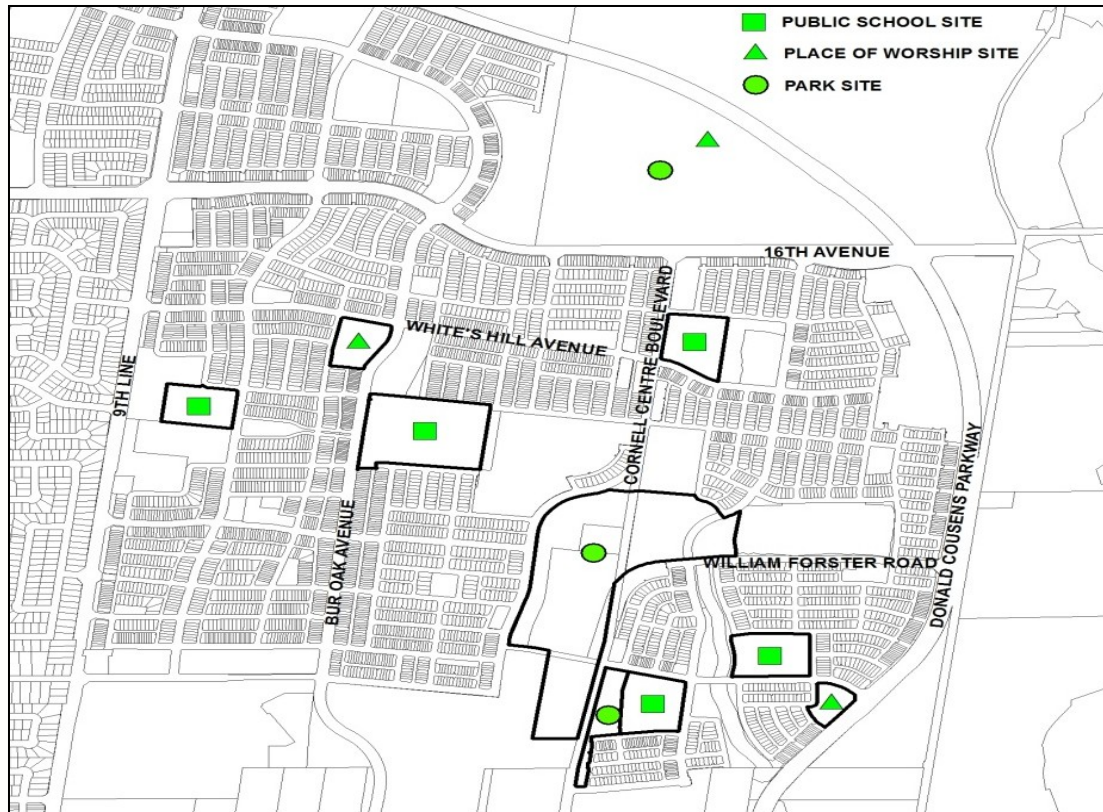 PUBLIC SCHOOL SITE
PLACE OF WORSHIP SITE
PARK SITE
16TH AVENUE
CORNELL CENTRE BOULEVARD
WHITE'S HILL AVENUE
9TH LINE
BUR OAK AVENUE
DONALD COUSENS PARKWAY
WILLIAM FORSTER ROAD